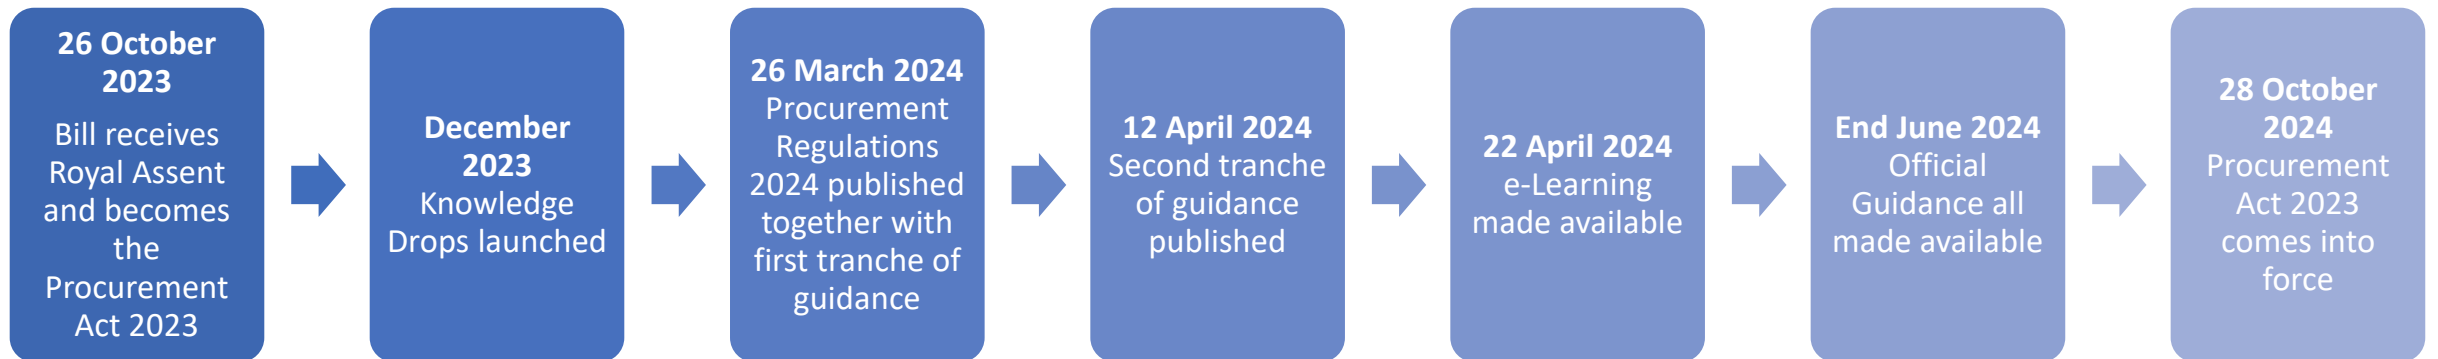 26 October
2023
Bill receives
Royal Assent
and becomes
the
Procurement
Act 2023
December
2023
Knowledge
Drops launched
26 March 2024
Procurement
Regulations
2024 published
together with
first tranche of
guidance
12 April 2024
Second tranche
of guidance
published
22 April 2024
e-Learning
made available
End June 2024
Official
Guidance all
made available
28 October
2024
Procurement
Act 2023
comes into
force